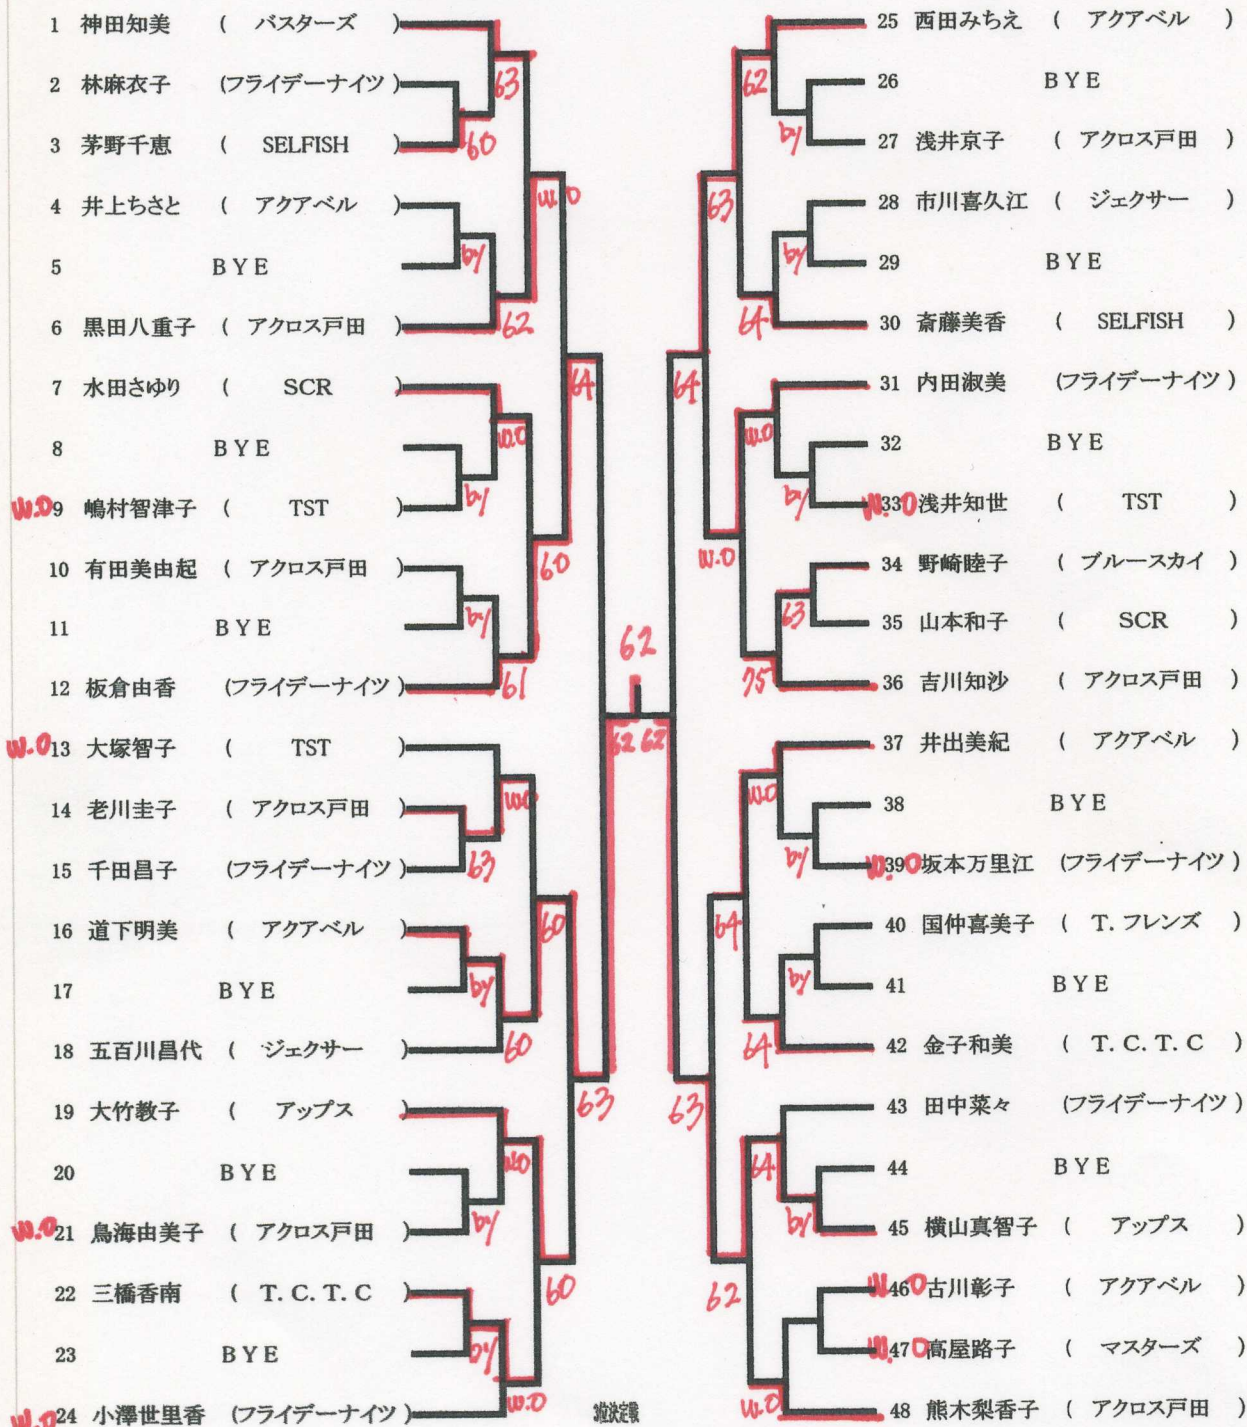 1 神田知美 ( バスターズ )
2 林麻衣子 (フライデーナイツ)
3 茅野千恵 ( SELFISH )
4 井上ちさと ( アクアベル )
5 BYE
6 黒田八重子 ( アクロス戸田 )
7 水田さゆり ( SCR )
8 BYE
W.O 9 嶋村智津子 ( TST )
10 有田美由起 ( アクロス戸田 )
11 BYE
12 板倉由香 (フライデーナイツ)
W.O 13 大塚智子 ( TST )
14 老川圭子 ( アクロス戸田 )
15 千田昌子 (フライデーナイツ)
16 道下明美 ( アクアベル )
17 BYE
18 五百川昌代 ( ジェクサー )
19 大竹教子 ( アップス )
20 BYE
W.O 21 鳥海由美子 ( アクロス戸田 )
22 三橋香南 ( T.C.T.C )
23 BYE
W.O 24 小澤世里香 (フライデーナイツ)
63
60
by
62
W.O
W.O
by
by
61
60
64
W.O
63
by
60
60
W.O
by
by
W.O
60
63
62
62 62
3位決定戦
25 西田みちえ ( アクアベル )
26 BYE
27 浅井京子 ( アクロス戸田 )
28 市川喜久江 ( ジェクサー )
29 BYE
30 斎藤美香 ( SELFISH )
31 内田淑美 (フライデーナイツ)
32 BYE
W.O 33 浅井知世 ( TST )
34 野崎睦子 ( ブルースカイ )
35 山本和子 ( SCR )
36 吉川知沙 ( アクロス戸田 )
37 井出美紀 ( アクアベル )
38 BYE
W.O 39 坂本万里江 (フライデーナイツ)
40 国仲喜美子 ( T.フレンズ )
41 BYE
42 金子和美 ( T.C.T.C )
43 田中菜々 (フライデーナイツ)
44 BYE
45 横山真智子 ( アップス )
W.O 46 古川彰子 ( アクアベル )
W.O 47 高屋路子 ( マスターズ )
48 熊木梨香子 ( アクロス戸田 )
62
by
63
by
64
64
W.O
by
W.O
63
75
W.O
by
64
by
64
63
64
by
62
W.O